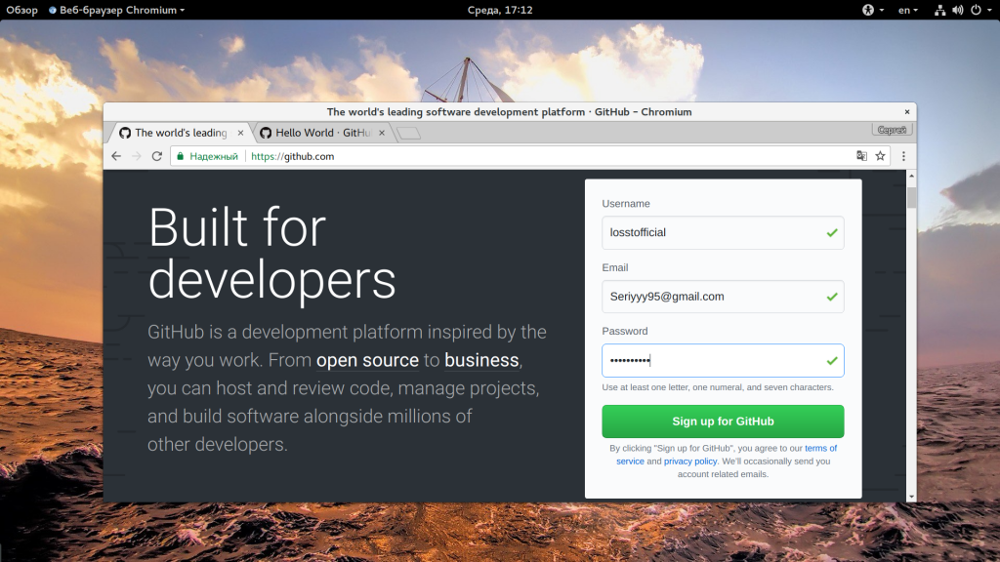 Обзор Веб-браузер Chromium Среда, 17:12 en
The world's leading software development platform · GitHub - Chromium
The world's leading Hello World · GitHu Сергей
Надежный https://github.com
Built for
developers
GitHub is a development platform inspired by the
way you work. From open source to business,
you can host and review code, manage projects,
and build software alongside millions of
other developers.
Username
losstofficial
Email
Seriyyy95@gmail.com
Password
••••••••••
Use at least one letter, one numeral, and seven characters.
Sign up for GitHub
By clicking "Sign up for GitHub", you agree to our terms of
service and privacy policy. We'll occasionally send you
account related emails.